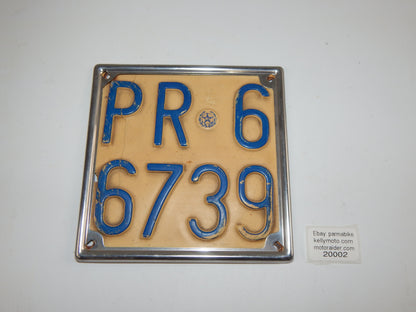 PR 6
6739
Ebay pamabike
kellymoto.com
motoraider.com
20002